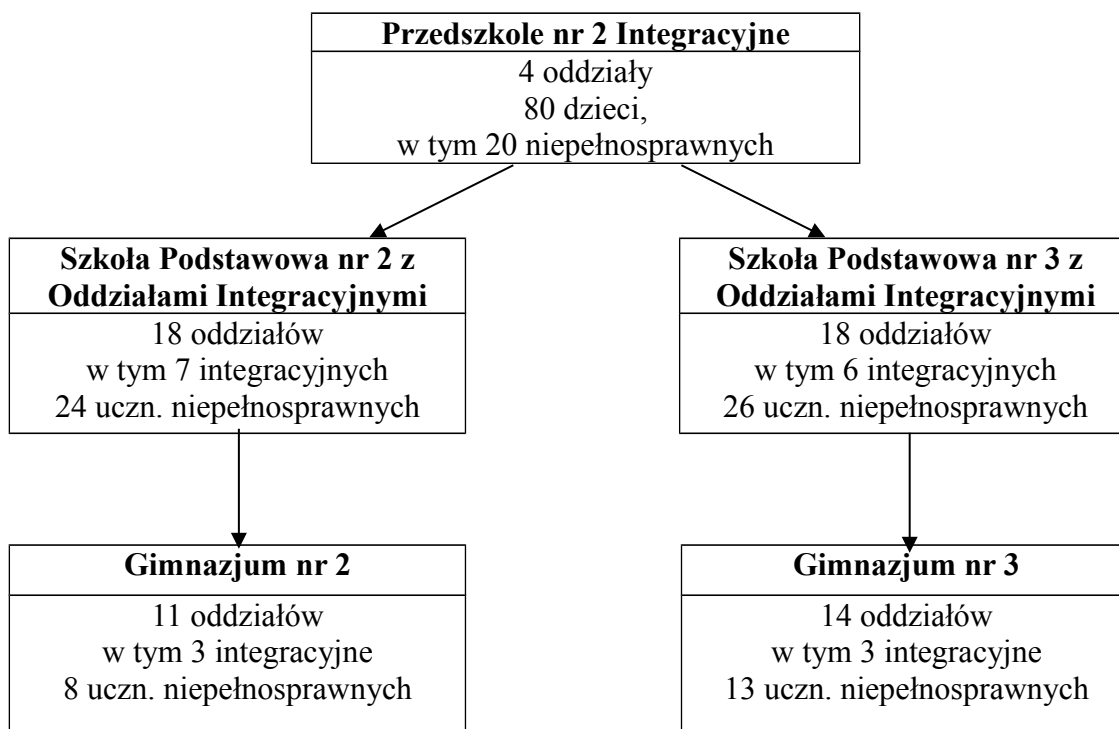 Przedszkole nr 2 Integracyjne
4 oddziały
80 dzieci,
w tym 20 niepełnosprawnych
Szkoła Podstawowa nr 2 z
Oddziałami Integracyjnymi
18 oddziałów
w tym 7 integracyjnych
24 uczn. niepełnosprawnych
Szkoła Podstawowa nr 3 z
Oddziałami Integracyjnymi
18 oddziałów
w tym 6 integracyjnych
26 uczn. niepełnosprawnych
Gimnazjum nr 2
11 oddziałów
w tym 3 integracyjne
8 uczn. niepełnosprawnych
Gimnazjum nr 3
14 oddziałów
w tym 3 integracyjne
13 uczn. niepełnosprawnych